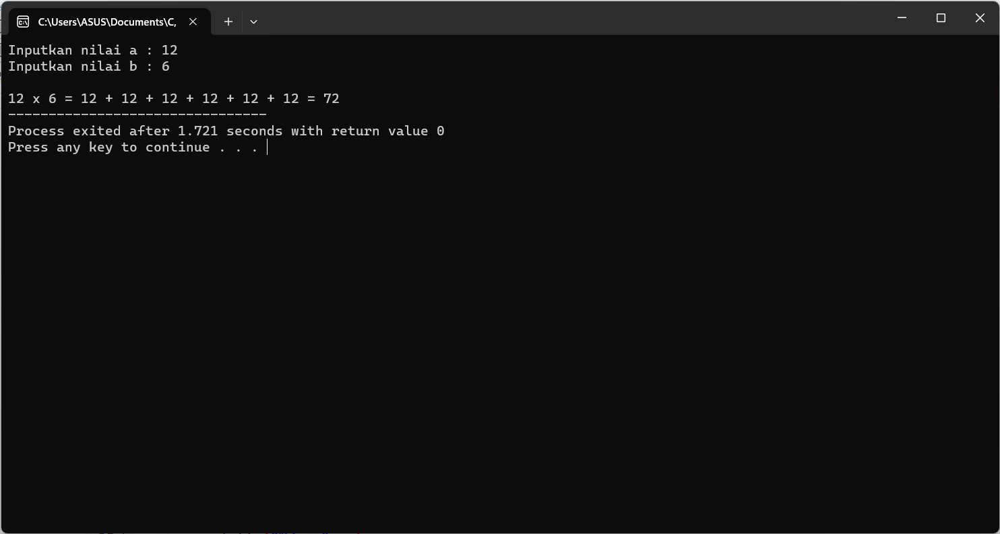 C:\Users\ASUS\Documents\C,
Inputkan nilai a : 12
Inputkan nilai b : 6
12 x 6 = 12 + 12 + 12 + 12 + 12 + 12 = 72
--------------------------------
Process exited after 1.721 seconds with return value 0
Press any key to continue . . .